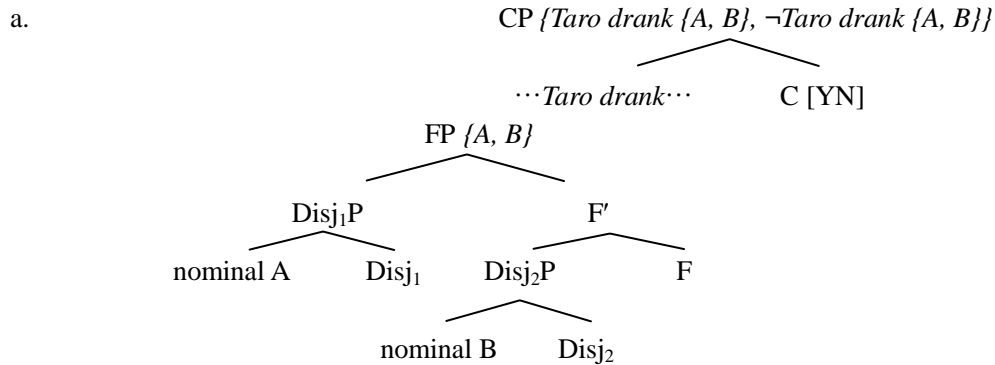 a. CP {Taro drank {A, B}, ¬Taro drank {A, B}}
···Taro drank··· C [YN]
FP {A, B}
Disj₁P F′
nominal A Disj₁ Disj₂P F
nominal B Disj₂